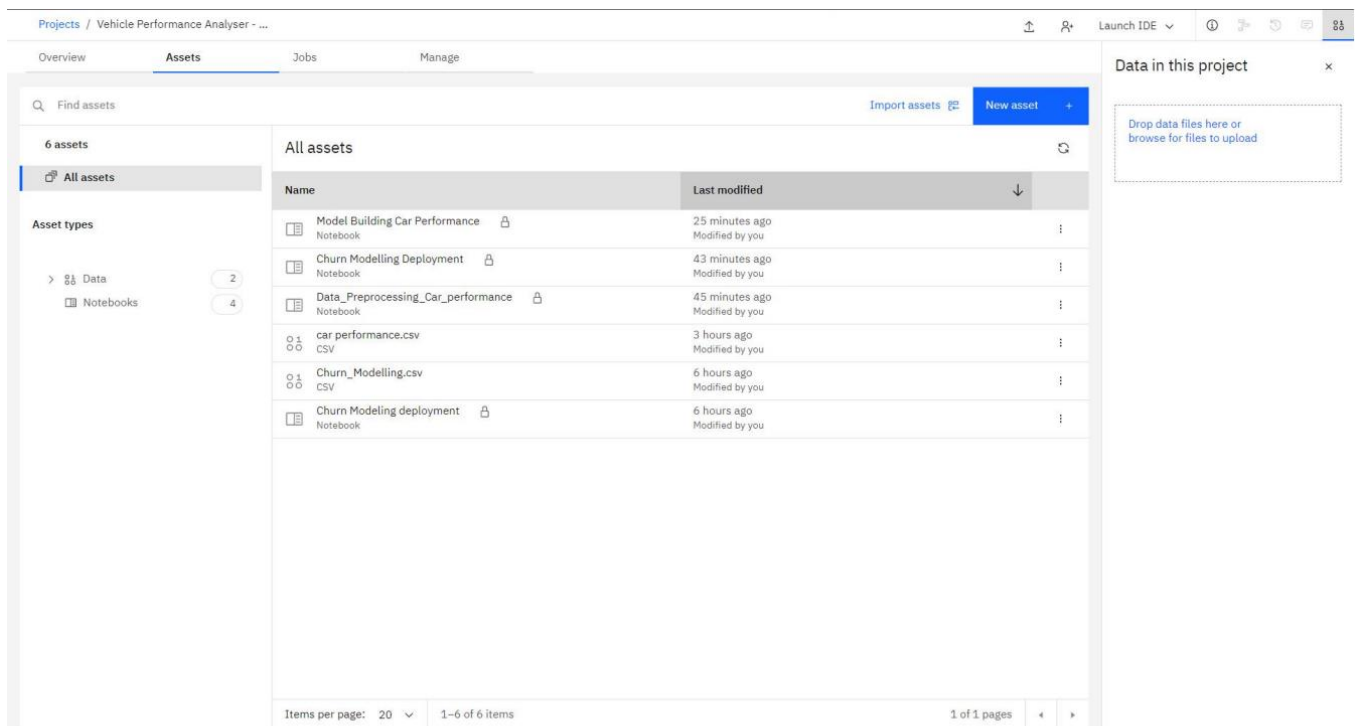 Projects / Vehicle Performance Analyser - ...
Launch IDE
Overview Assets Jobs Manage
Data in this project
Find assets
Import assets
New asset +
Drop data files here or
browse for files to upload
6 assets
All assets
Asset types
Data 2
Notebooks 4
All assets
Name Last modified
Model Building Car Performance 25 minutes ago
Notebook Modified by you
Churn Modelling Deployment 43 minutes ago
Notebook Modified by you
Data_Preprocessing_Car_performance 45 minutes ago
Notebook Modified by you
car performance.csv 3 hours ago
CSV Modified by you
Churn_Modelling.csv 6 hours ago
CSV Modified by you
Churn Modeling deployment 6 hours ago
Notebook Modified by you
Items per page: 20 1–6 of 6 items 1 of 1 pages